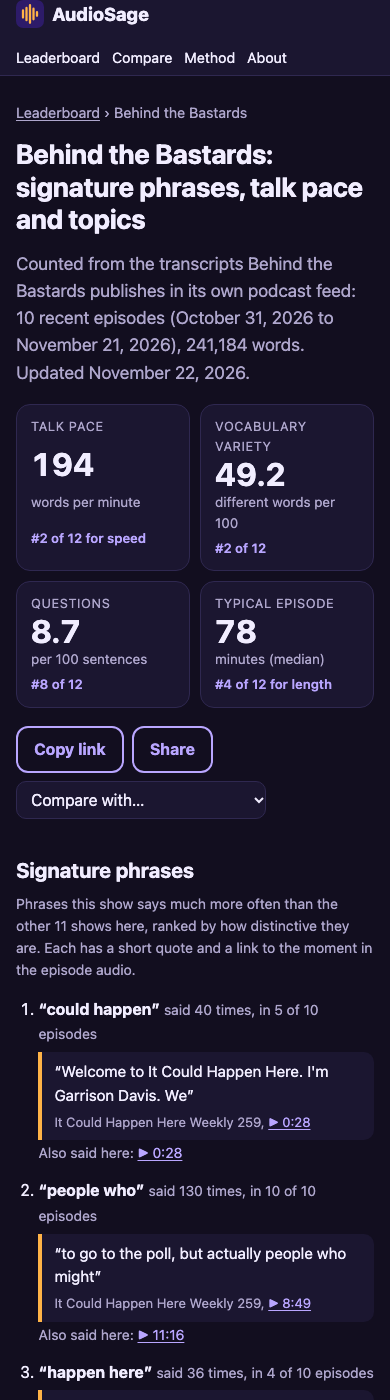 AudioSage
Leaderboard Compare Method About
Leaderboard › Behind the Bastards
Behind the Bastards:
signature phrases, talk pace
and topics
Counted from the transcripts Behind the
Bastards publishes in its own podcast feed:
10 recent episodes (October 31, 2026 to
November 21, 2026), 241,184 words.
Updated November 22, 2026.
TALK PACE
194
words per minute
#2 of 12 for speed
VOCABULARY
VARIETY
49.2
different words per
100
#2 of 12
QUESTIONS
8.7
per 100 sentences
#8 of 12
TYPICAL EPISODE
78
minutes (median)
#4 of 12 for length
Copy link
Share
Compare with...
Signature phrases
Phrases this show says much more often than the
other 11 shows here, ranked by how distinctive they
are. Each has a short quote and a link to the moment in
the episode audio.
1. “could happen” said 40 times, in 5 of 10
episodes
“Welcome to It Could Happen Here. I'm
Garrison Davis. We”
It Could Happen Here Weekly 259, ▶ 0:28
Also said here: ▶ 0:28
2. “people who” said 130 times, in 10 of 10
episodes
“to go to the poll, but actually people who
might”
It Could Happen Here Weekly 259, ▶ 8:49
Also said here: ▶ 11:16
3. “happen here” said 36 times, in 4 of 10 episodes